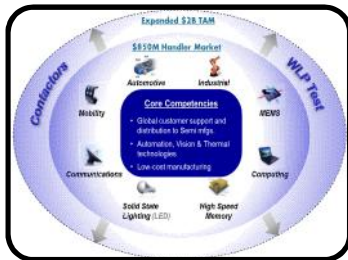 Expanded $2B TAM
$850M Handler Market
Contactors
WLP Test
Automotive
Industrial
Mobility
MEMS
Core Competencies
• Global customer support and
distribution to Semi mfgs.
• Automation, Vision & Thermal
technologies
• Low-cost manufacturing
Communications
Computing
Solid State
Lighting (LED)
High Speed
Memory